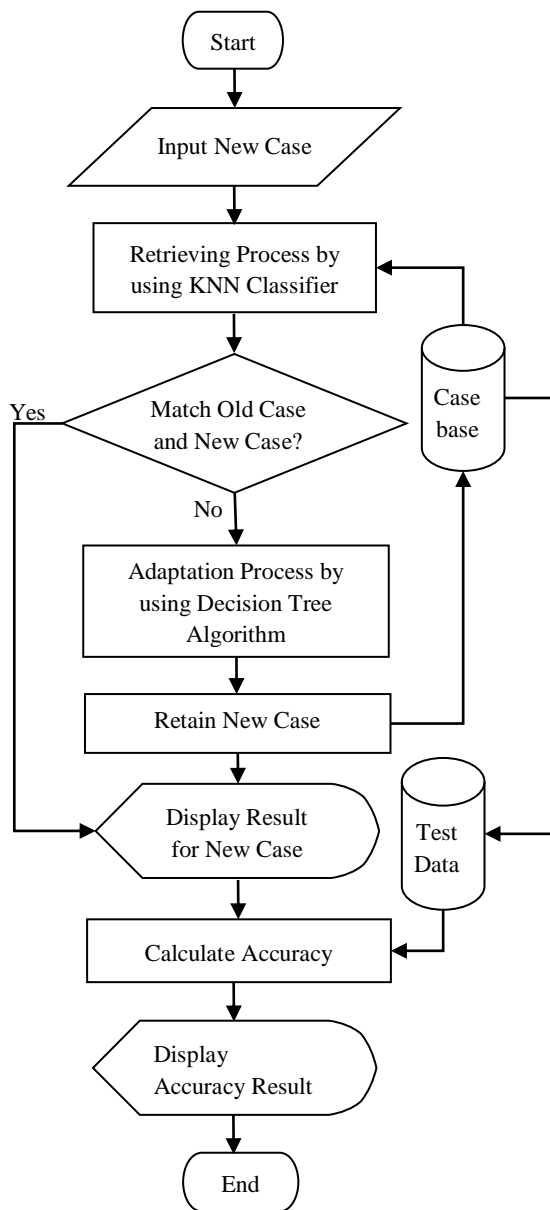 Start
Input New Case
Retrieving Process by
using KNN Classifier
Yes
Match Old Case
and New Case?
Case
base
No
Adaptation Process by
using Decision Tree
Algorithm
Retain New Case
Display Result
for New Case
Test
Data
Calculate Accuracy
Display
Accuracy Result
End